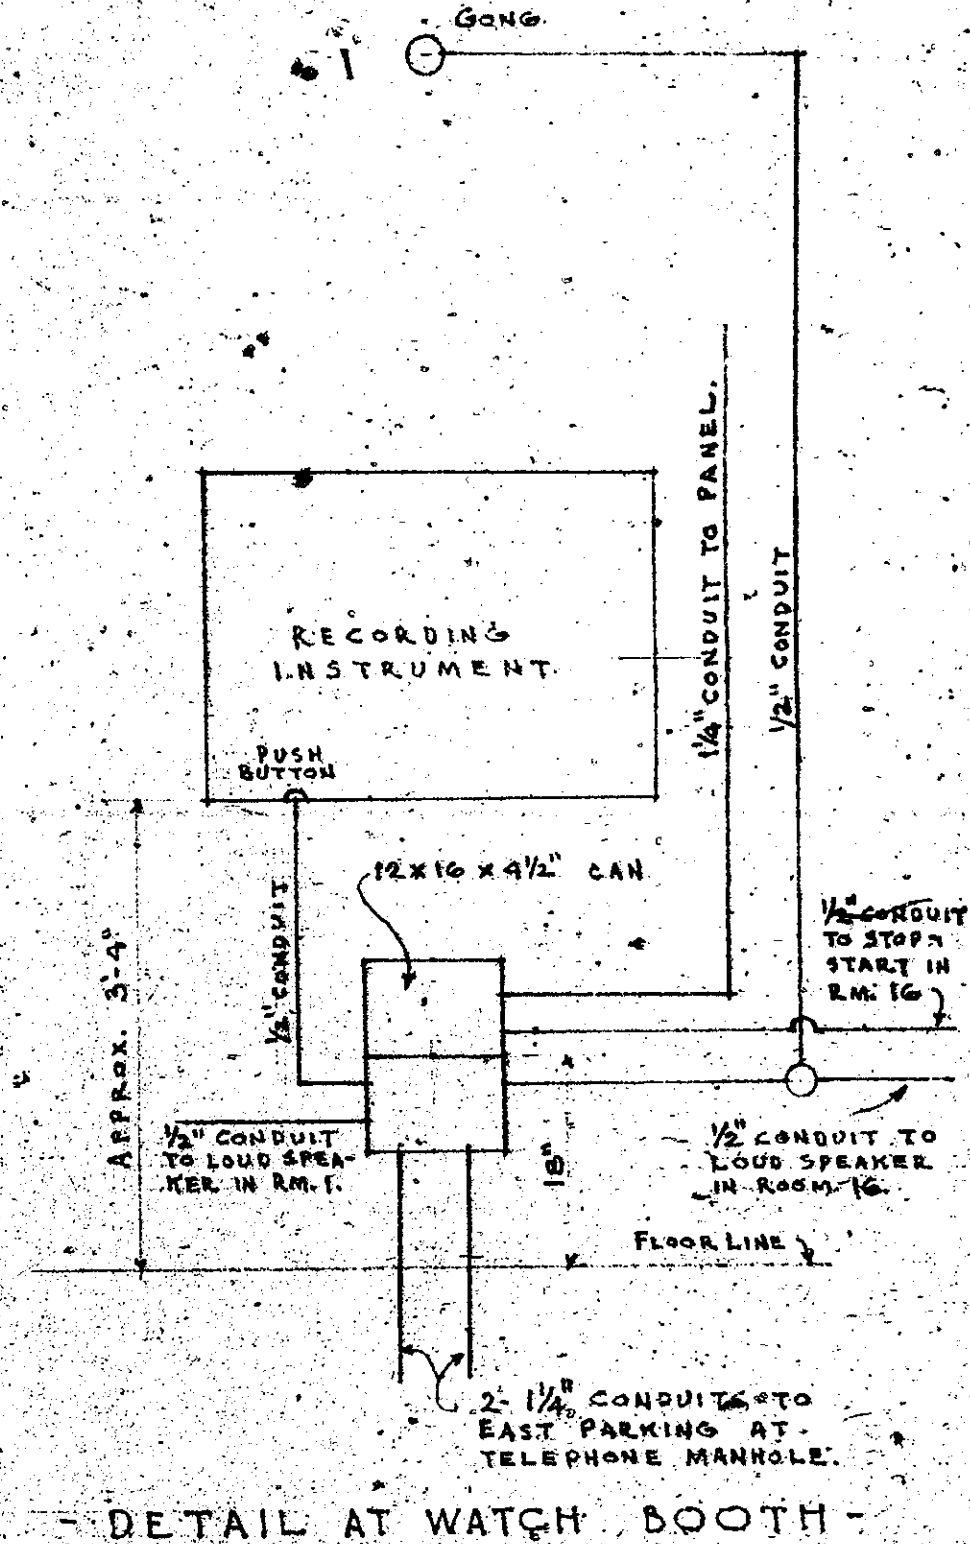 GONG.
1
1¼" CONDUIT TO PANEL.
½" CONDUIT
RECORDING
INSTRUMENT.
PUSH
BUTTON
12 x 16 x 4½" CAN
½" CONDUIT
APPROX. 3'-4"
½" CONDUIT
TO STOP-
START IN
RM. 16
½" CONDUIT
TO LOUD SPEA-
KER IN RM. 1.
18"
½" CONDUIT TO
LOUD SPEAKER
IN ROOM 16.
FLOOR LINE
2- 1¼" CONDUITS TO
EAST PARKING AT
TELEPHONE MANHOLE.
- DETAIL AT WATCH BOOTH -